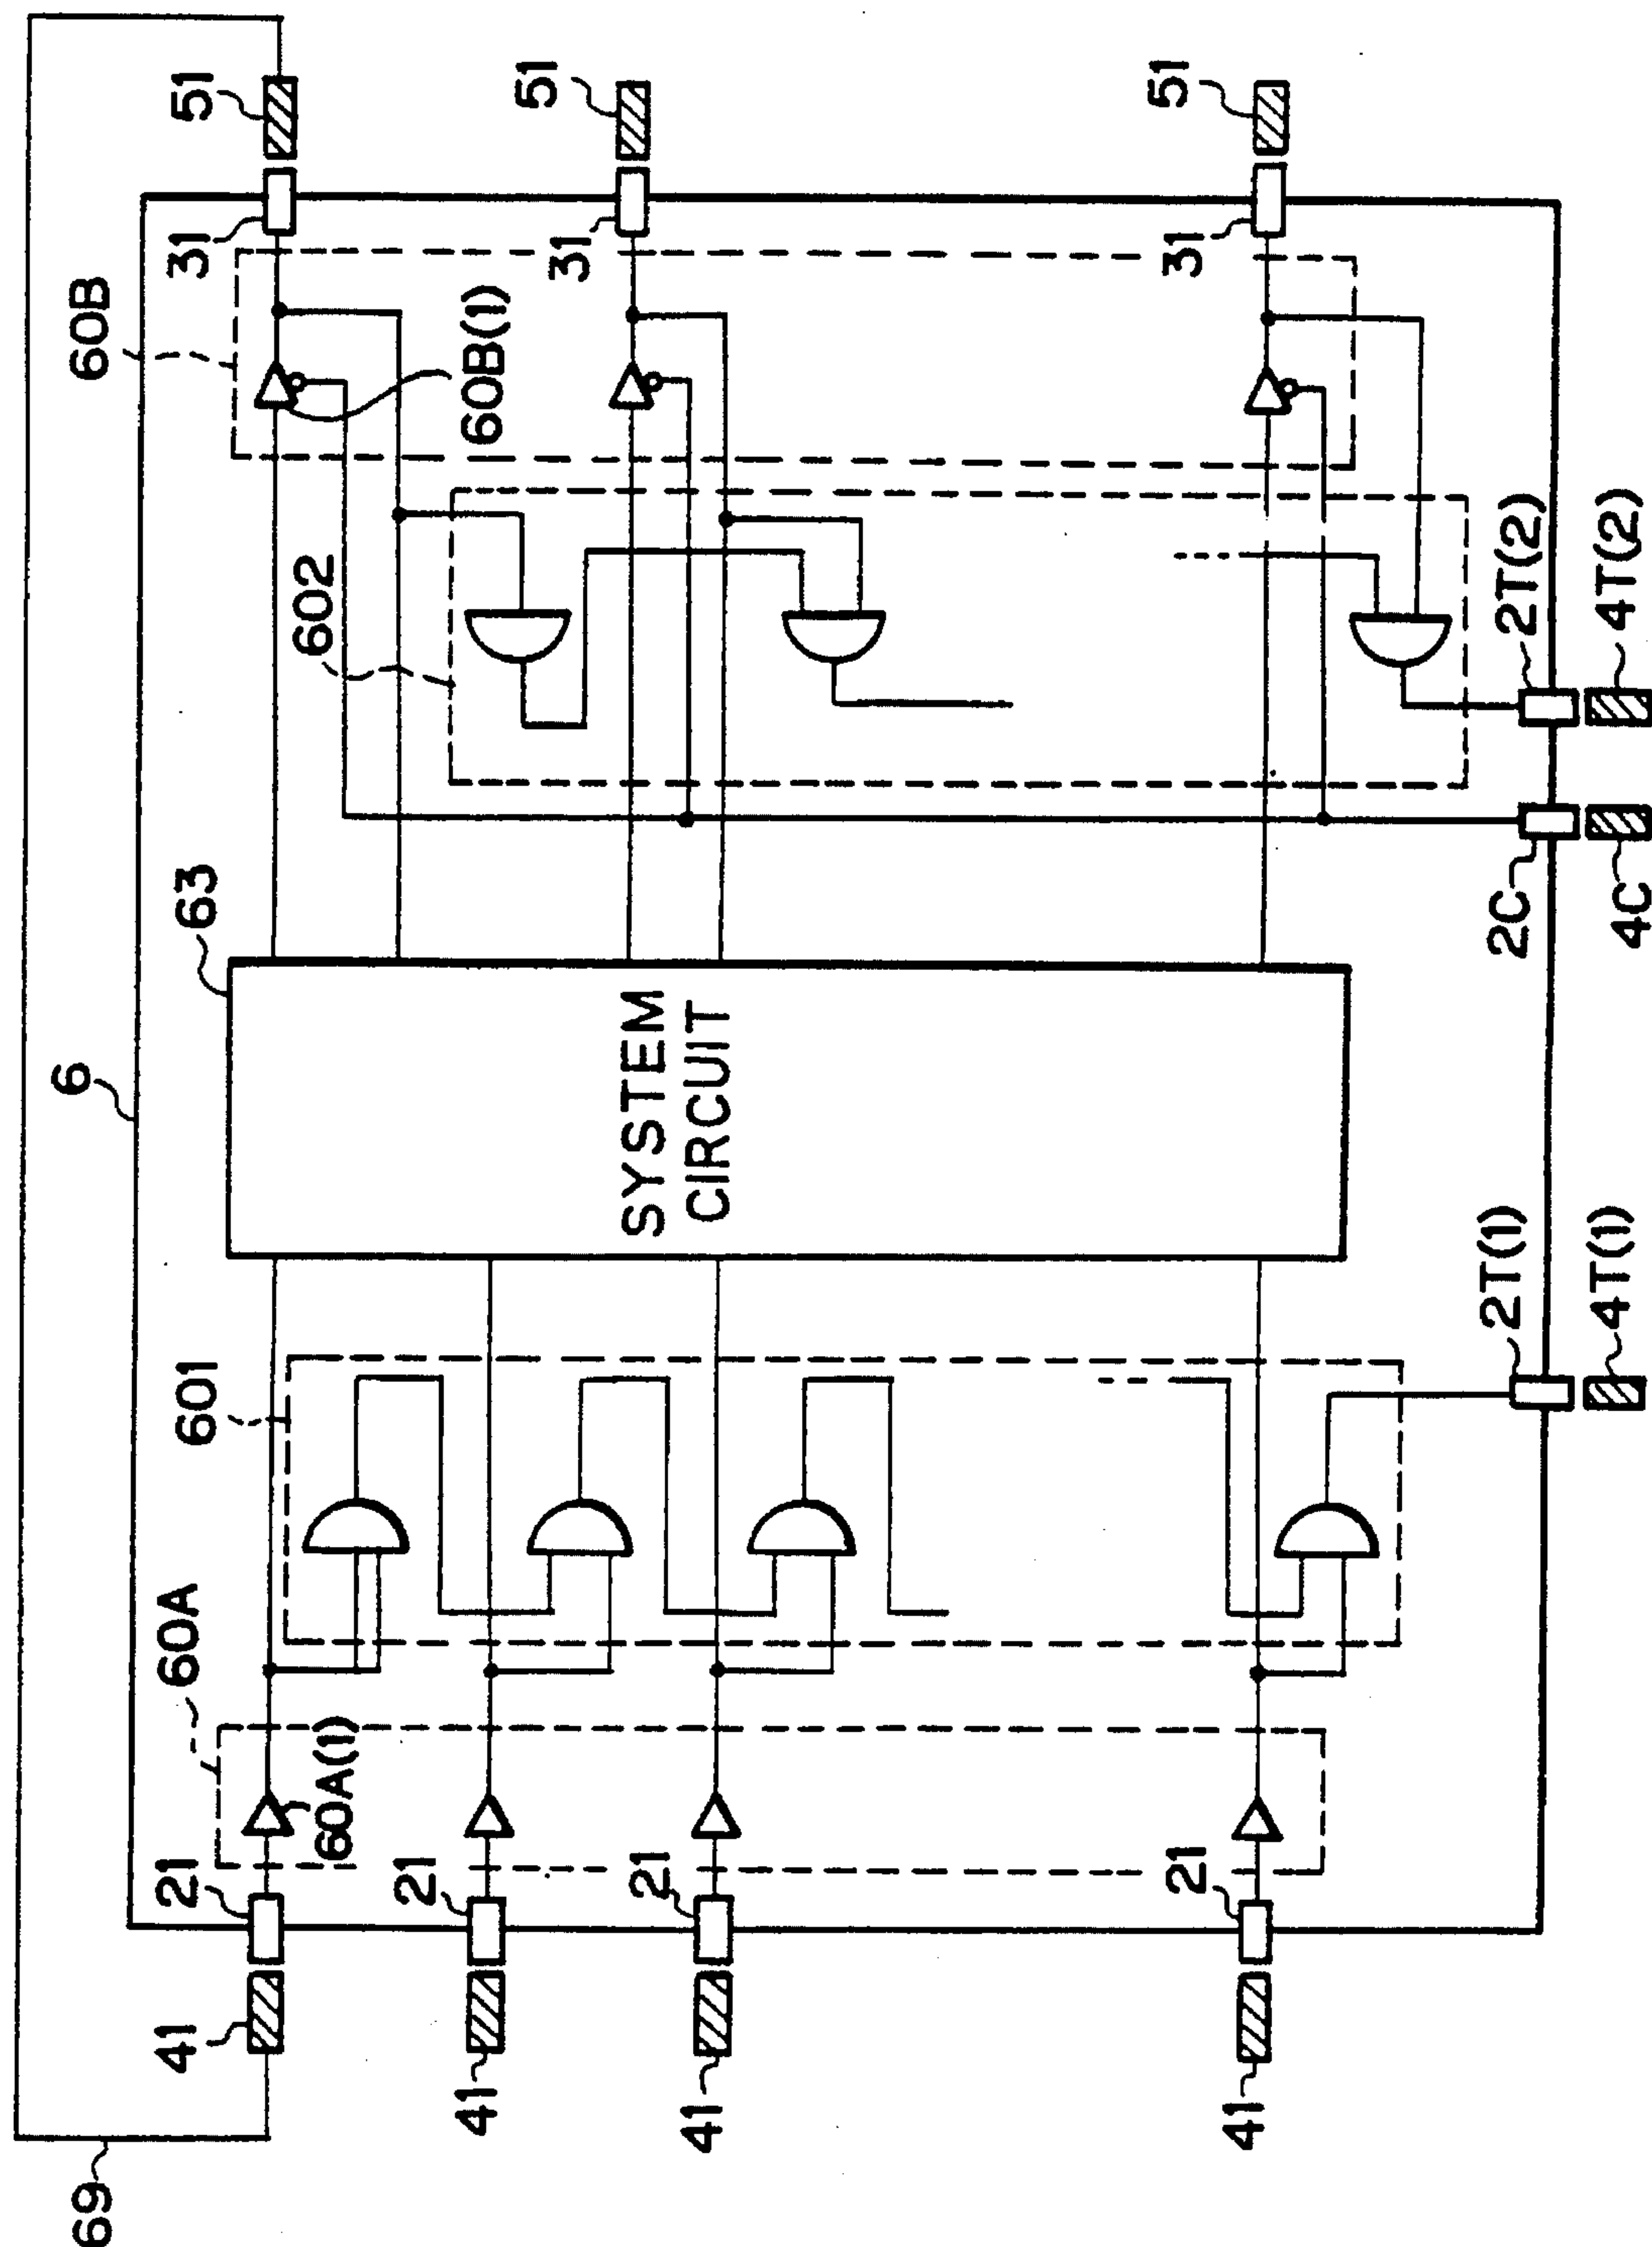 69
6
41
21
60A
60A(1)
601
63
602
60B
60B(1)
31
51
41
21
31
51
SYSTEM
CIRCUIT
41
21
41
21
31
51
2T(1)
4T(1)
2C
4C
2T(2)
4T(2)